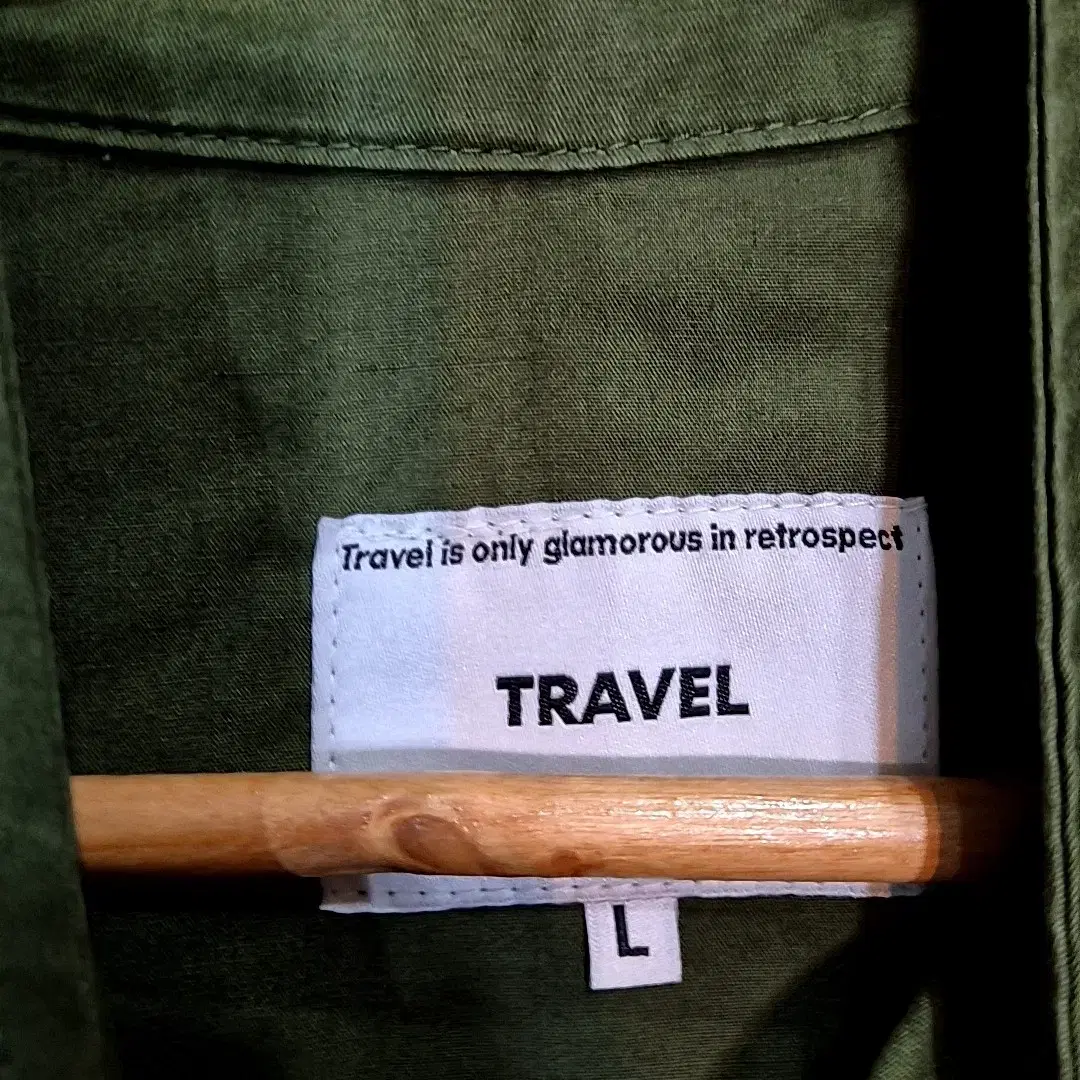 Travel is only glamorous in retrospect
TRAVEL
L